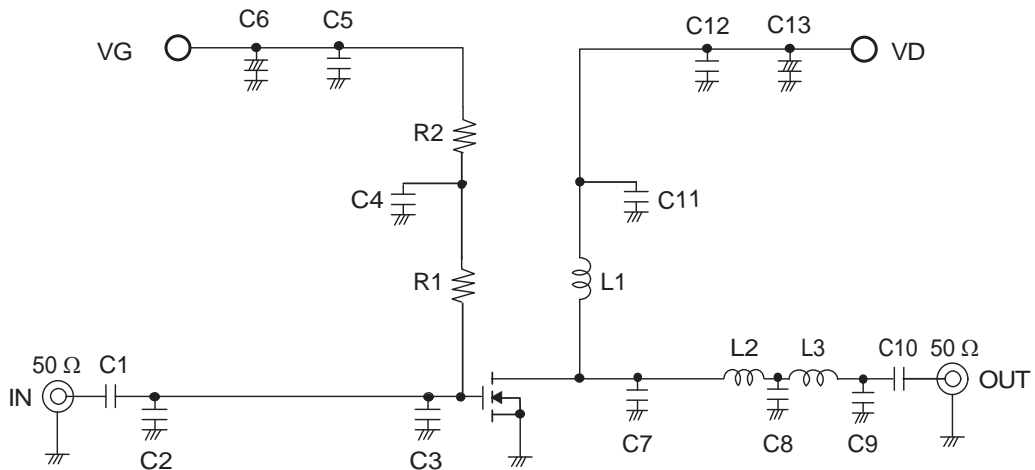 C6 C5 C12 C13
VG VD
R2
C4 C11
R1 L1
50 Ω C1 L2 L3 C10 50 Ω
IN OUT
C2 C3 C7 C8 C9